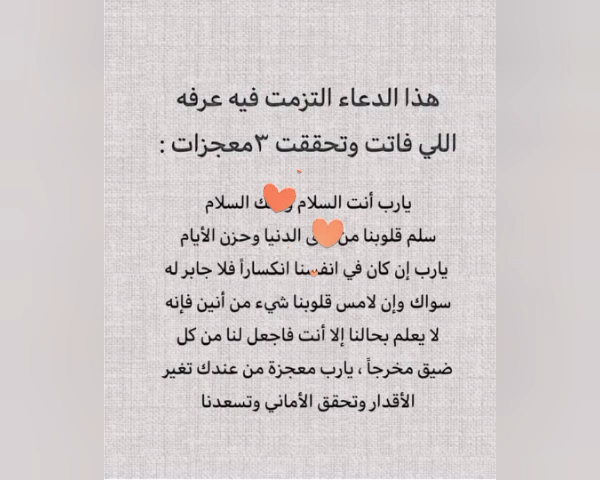 هذا الدعاء التزمت فيه عرفه
اللي فاتت وتحققت ٣معجزات :
يارب أنت السلام السلام
سلم قلوبنا من الدنيا وحزن الأيام
يارب إن كان في انفسنا انكساراً فلا جابر له
سواك وإن لامس قلوبنا شيء من أنين فإنه
لا يعلم بحالنا إلا أنت فاجعل لنا من كل
ضيق مخرجاً ، يارب معجزة من عندك تغير
الأقدار وتحقق الأماني وتسعدنا